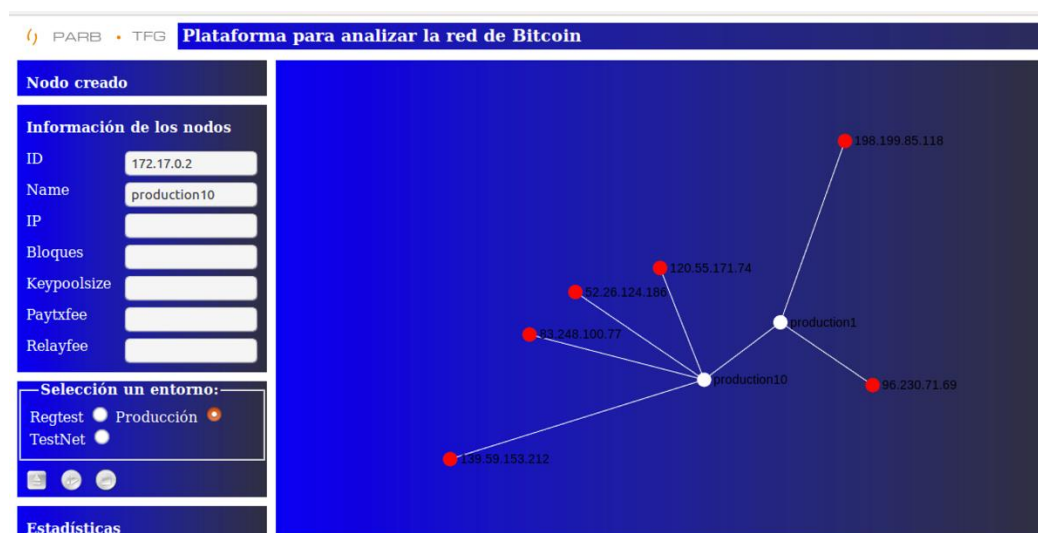 PARB • TFG Plataforma para analizar la red de Bitcoin
Nodo creado
Información de los nodos
ID 172.17.0.2
Name production10
IP
Bloques
Keypoolsize
Paytxfee
Relayfee
Selección un entorno:
Regtest Producción
TestNet
Estadísticas
198.199.85.118
120.55.171.74
52.26.124.186
83.248.100.77
production1
production10
96.230.71.69
139.59.153.212